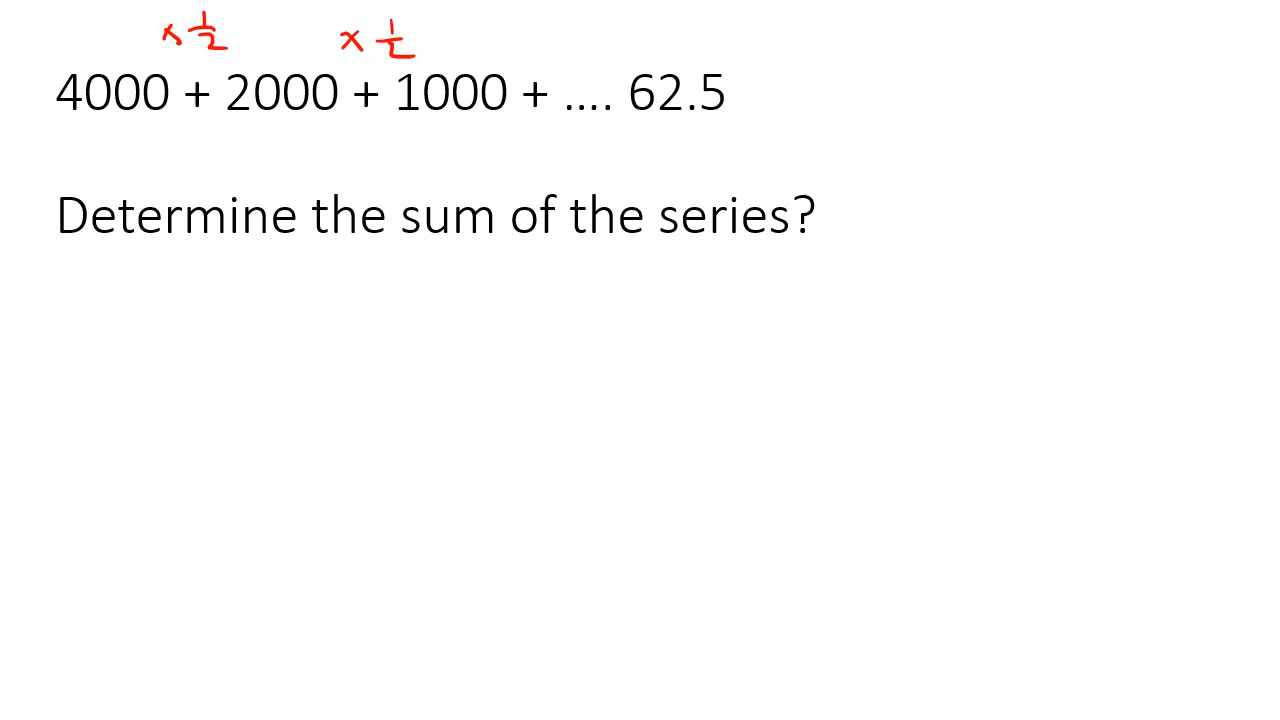 × 1/2 × 1/2
4000 + 2000 + 1000 + .... 62.5
Determine the sum of the series?